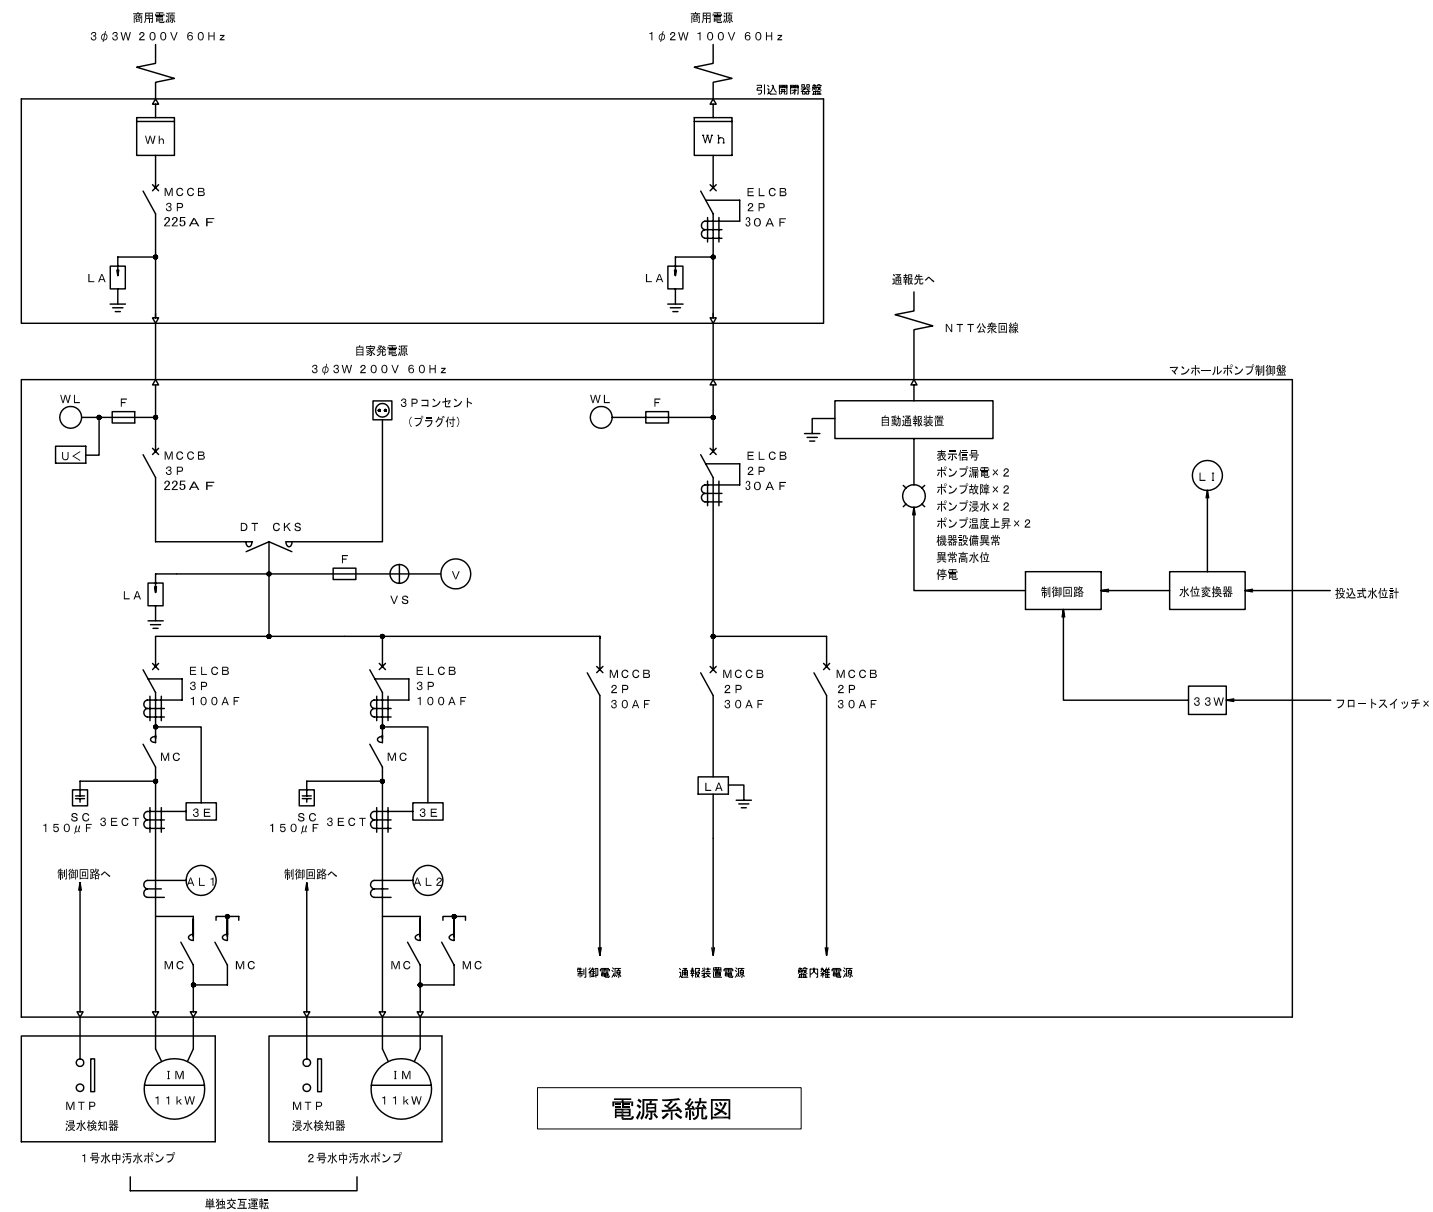 商用電源
3φ3W 200V 60Hz
商用電源
1φ2W 100V 60Hz
引込開閉器盤
Wh
Wh
MCCB
3P
225AF
ELCB
2P
30AF
LA
LA
通報先へ
NTT公衆回線
自家発電源
3φ3W 200V 60Hz
マンホールポンプ制御盤
WL
F
U<
3Pコンセント
(プラグ付)
WL
F
自動通報装置
MCCB
3P
225AF
ELCB
2P
30AF
表示信号
ポンプ漏電×2
ポンプ故障×2
ポンプ浸水×2
ポンプ温度上昇×2
機器設備異常
異常高水位
停電
LI
DT CKS
F
V
VS
LA
制御回路
水位変換器
投込式水位計
ELCB
3P
100AF
ELCB
3P
100AF
MCCB
2P
30AF
MCCB
2P
30AF
MCCB
2P
30AF
33W
フロートスイッチ×
MC
MC
LA
SC
150μF
3ECT
3E
SC
150μF
3ECT
3E
制御回路へ
AL1
制御回路へ
AL2
MC
MC
MC
MC
制御電源
通報装置電源
盤内雑電源
IM
11kW
MTP
浸水検知器
IM
11kW
MTP
浸水検知器
電源系統図
1号水中汚水ポンプ
2号水中汚水ポンプ
単独交互運転